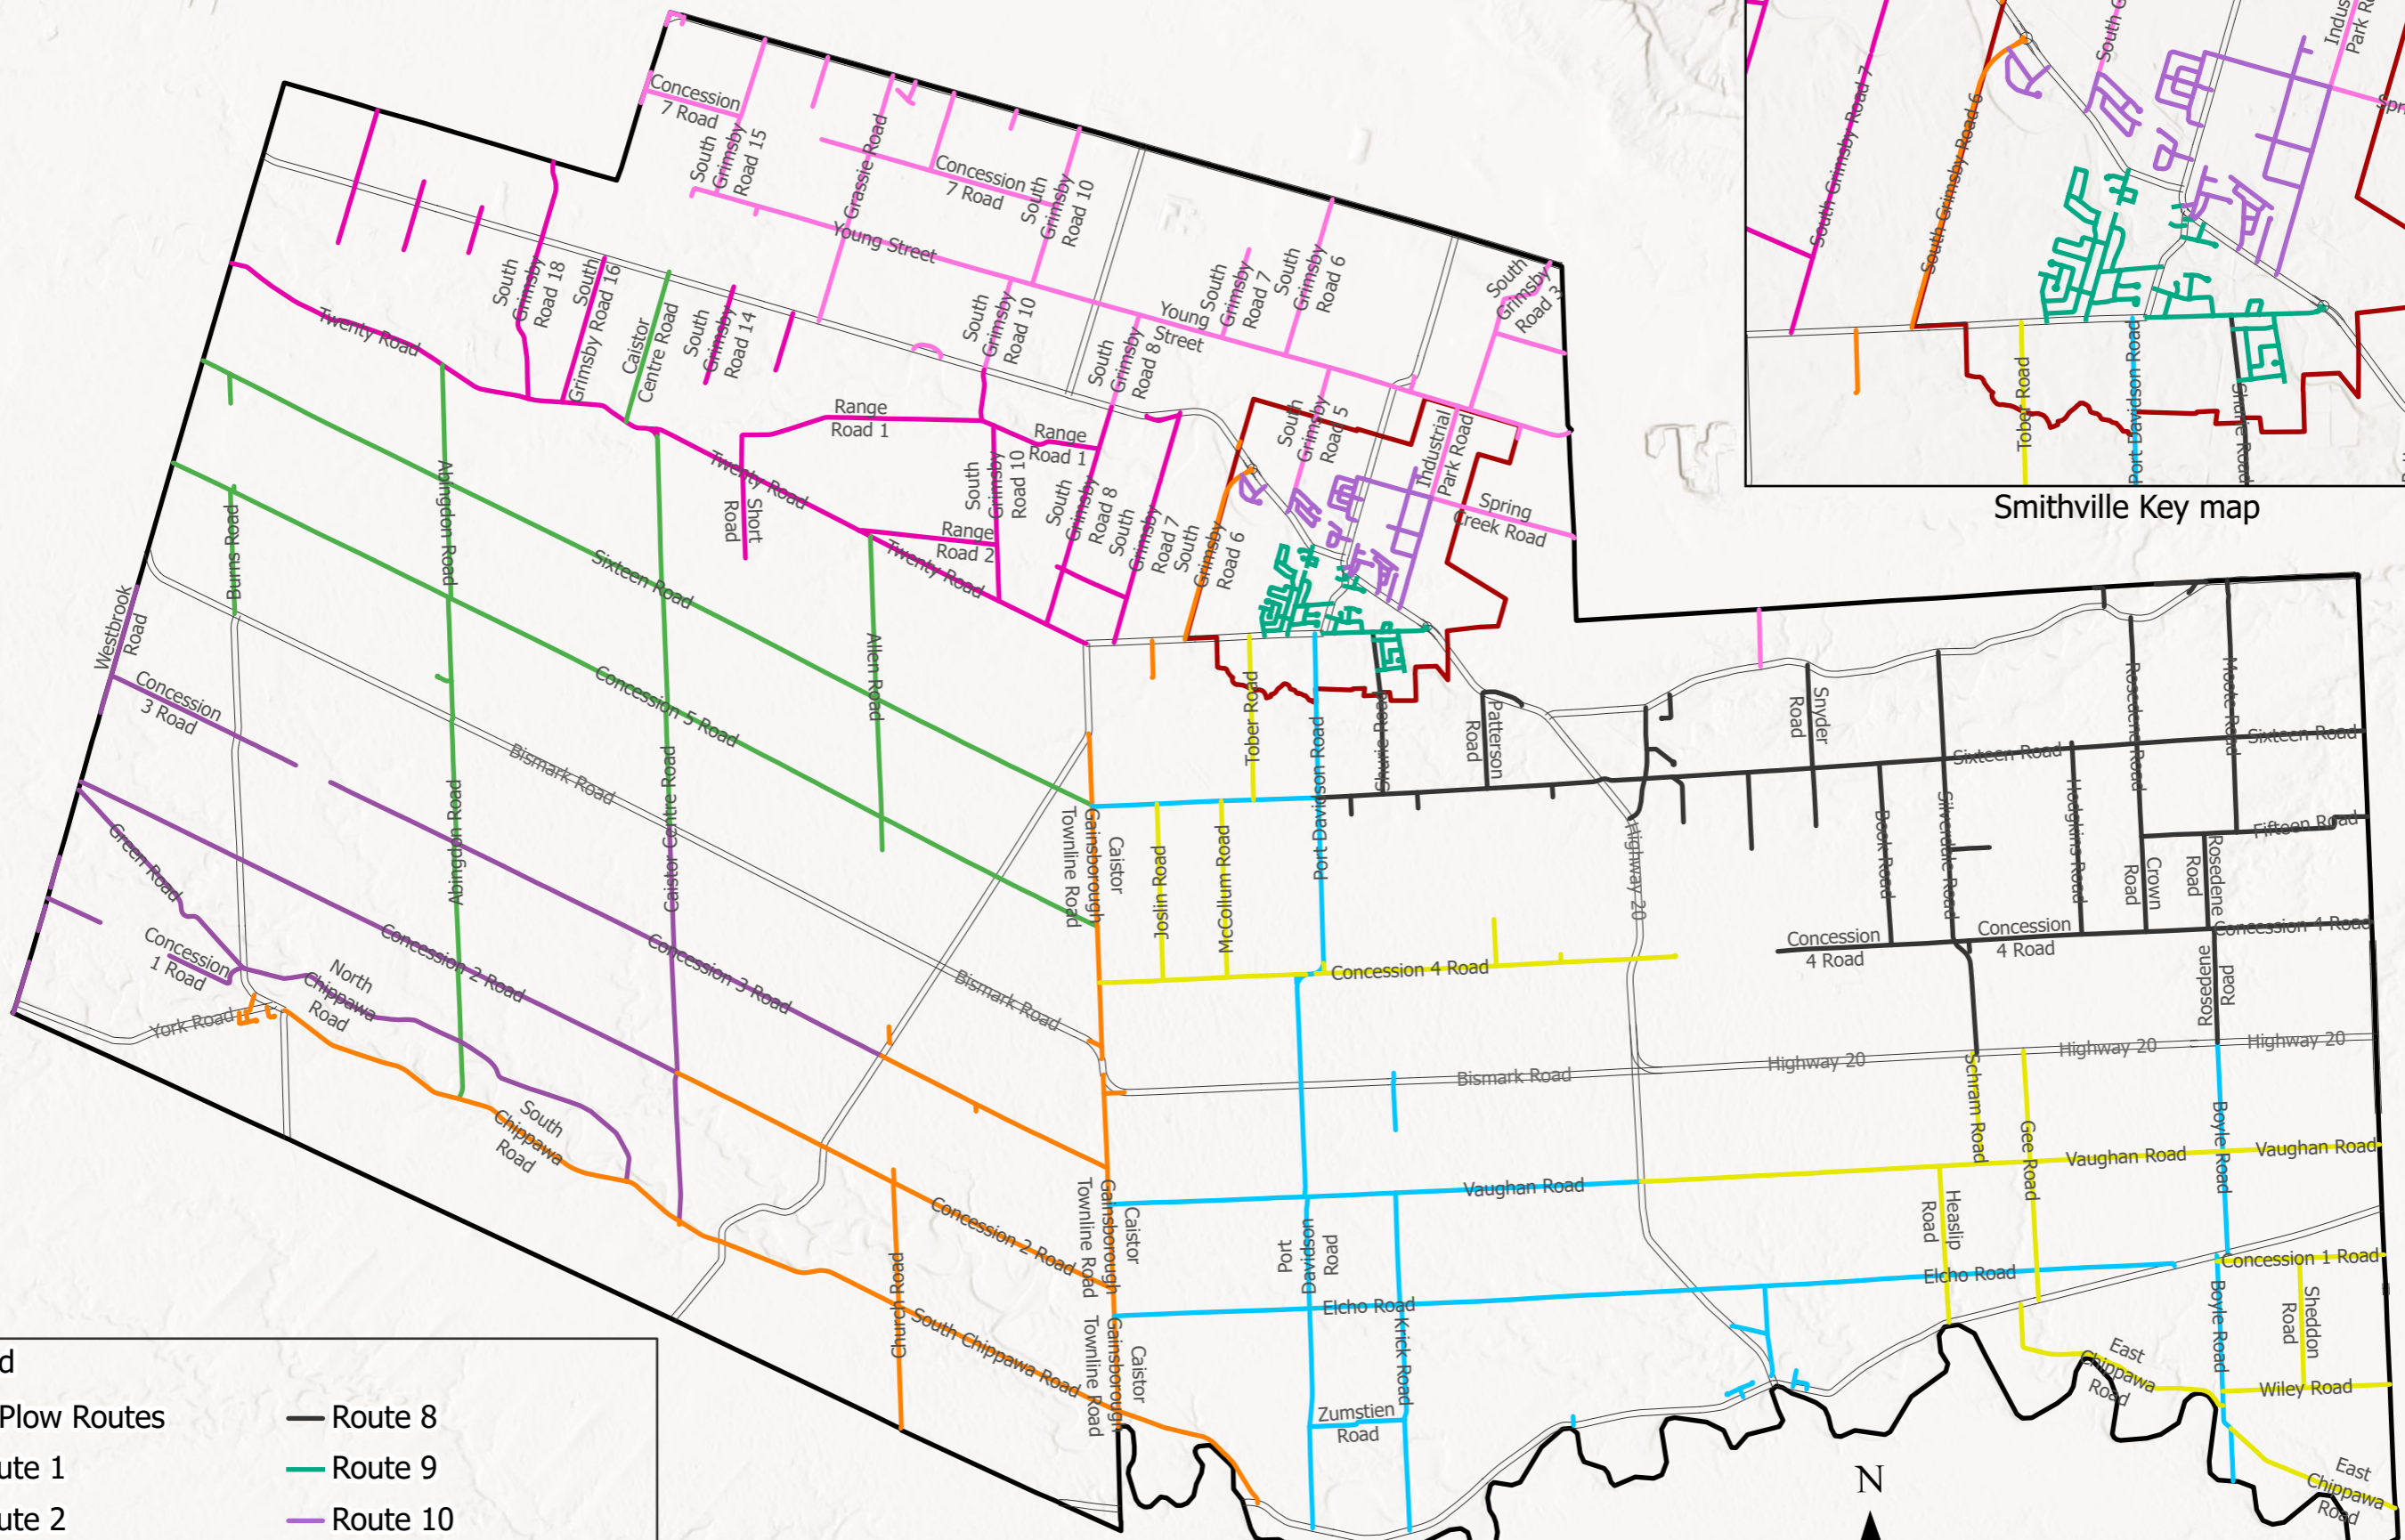 Concession
7 Road
South
Grimsby
Road 15
Grassie Road
Concession
7 Road
South
Grimsby
Road 10
Young Street
South
Grimsby
Road 18
South
Grimsby Road 16
Caistor
Centre Road
South
Grimsby
Road 14
Twenty Road
South
Grimsby
Road 10
Young
Street
South
Grimsby
Road 7
South
Grimsby
Road 6
South
Grimsby
Road 3
South
Grimsby
Road 8
Range
Road 1
Range
Road 1
South
Grimsby
Road 5
Industrial
Park Road
Spring
Creek Road
Twenty Road
Short
Road
South
Grimsby
Road 10
South
Grimsby
Road 8
South
Grimsby
Road 7
South
Grimsby
Road 6
Range
Road 2
Twenty Road
Burns Road
Abingdon Road
Sixteen Road
Allen Road
Westbrook
Road
Concession
3 Road
Concession 5 Road
Bismark Road
Caistor Centre Road
Abingdon Road
Green Road
Concession
1 Road
North
Chippawa
Road
York Road
Concession 2 Road
Concession 3 Road
Bismark Road
South
Chippawa
Road
Church Road
Concession 2 Road
South Chippawa Road
Caistor
Gainsborough
Townline Road
Caistor
Gainsborough
Townline Road
Caistor
Gainsborough
Townline Road
Tober Road
Port Davidson Road
Shurie Road
Patterson
Road
Joslin Road
McCollum Road
Concession 4 Road
Highway 20
Snyder
Road
Sixteen Road
Rosedene Road
Moote Road
Sixteen Road
Book Road
Silverdale Road
Hodgkins Road
Fifteen Road
Crown
Road
Rosedene
Road
Concession
4 Road
Concession
4 Road
Concession 4 Road
Rosedene
Road
Bismark Road
Highway 20
Highway 20
Highway 20
Schram Road
Gee Road
Boyle Road
Vaughan Road
Vaughan Road
Vaughan Road
Port
Davidson
Road
Heaslip
Road
Elcho Road
Elcho Road
Krick Road
Concession 1 Road
Boyle Road
Sheddon
Road
Zumstien
Road
East
Chippawa
Road
Wiley Road
East
Chippawa
Road
N
South Grimsby Road 7
South Grimsby Road 6
South G
Indus
Park R
Spri
Tober Road
Port Davidson Road
Shurie Road
Smithville Key map
d
Plow Routes
ute 1
ute 2
Route 8
Route 9
Route 10